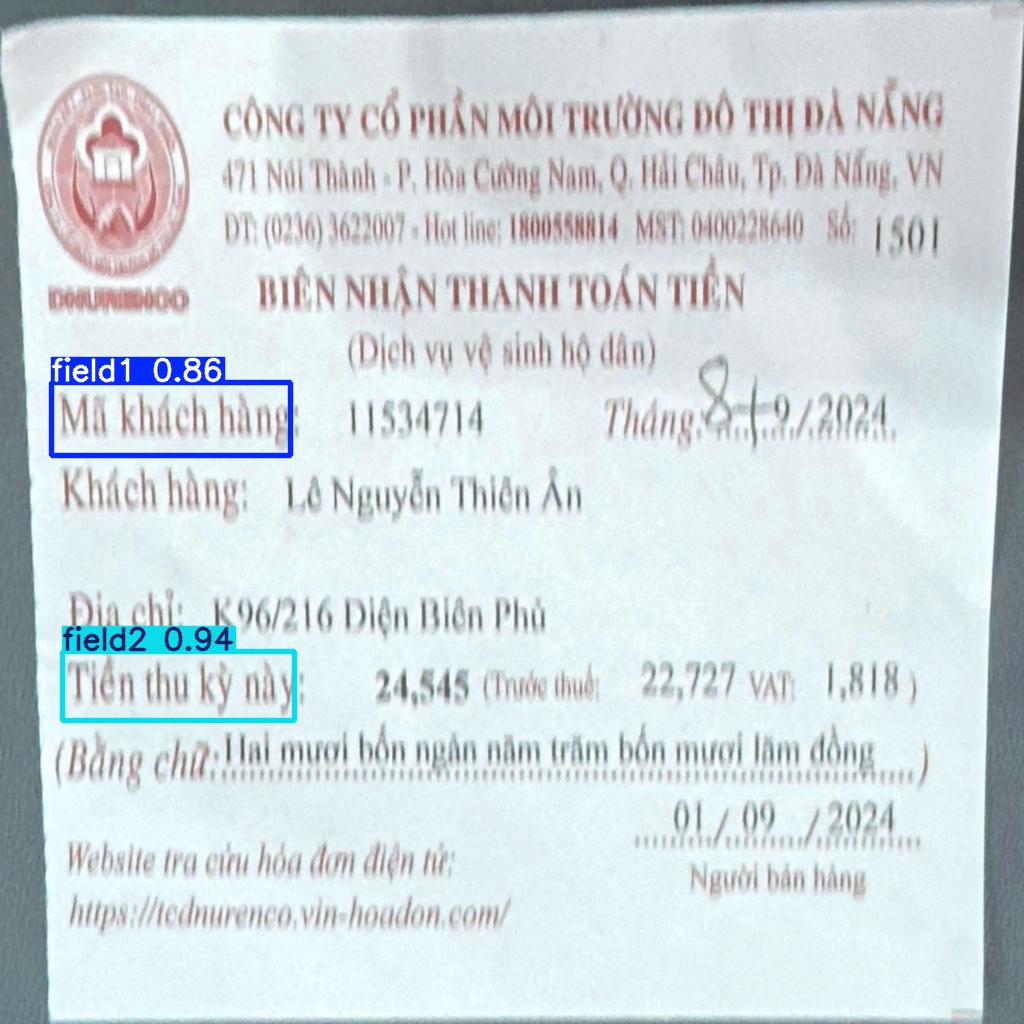 CÔNG TY CỔ PHẦN MÔI TRƯỜNG ĐÔ THỊ ĐÀ NẴNG
471 Núi Thành - P. Hòa Cường Nam, Q. Hải Châu, Tp. Đà Nẵng, VN
ĐT: (0236) 3622007 - Hot line: 1800558814 MST: 0400228640 Số: 1501
DNURENCO
BIÊN NHẬN THANH TOÁN TIỀN
(Dịch vụ vệ sinh hộ dân)
field1 0.86
Mã khách hàng: 11534714 Tháng: 8+9/2024
Khách hàng: Lê Nguyễn Thiên Ân
Địa chỉ: K96/216 Điện Biên Phủ
field2 0.94
Tiền thu kỳ này: 24,545 (Trước thuế: 22,727 VAT: 1,818 )
(Bằng chữ: Hai mươi bốn ngàn năm trăm bốn mươi lăm đồng )
01 / 09 / 2024
Người bán hàng
Website tra cứu hóa đơn điện tử:
https://tcdnurenco.vin-hoadon.com/